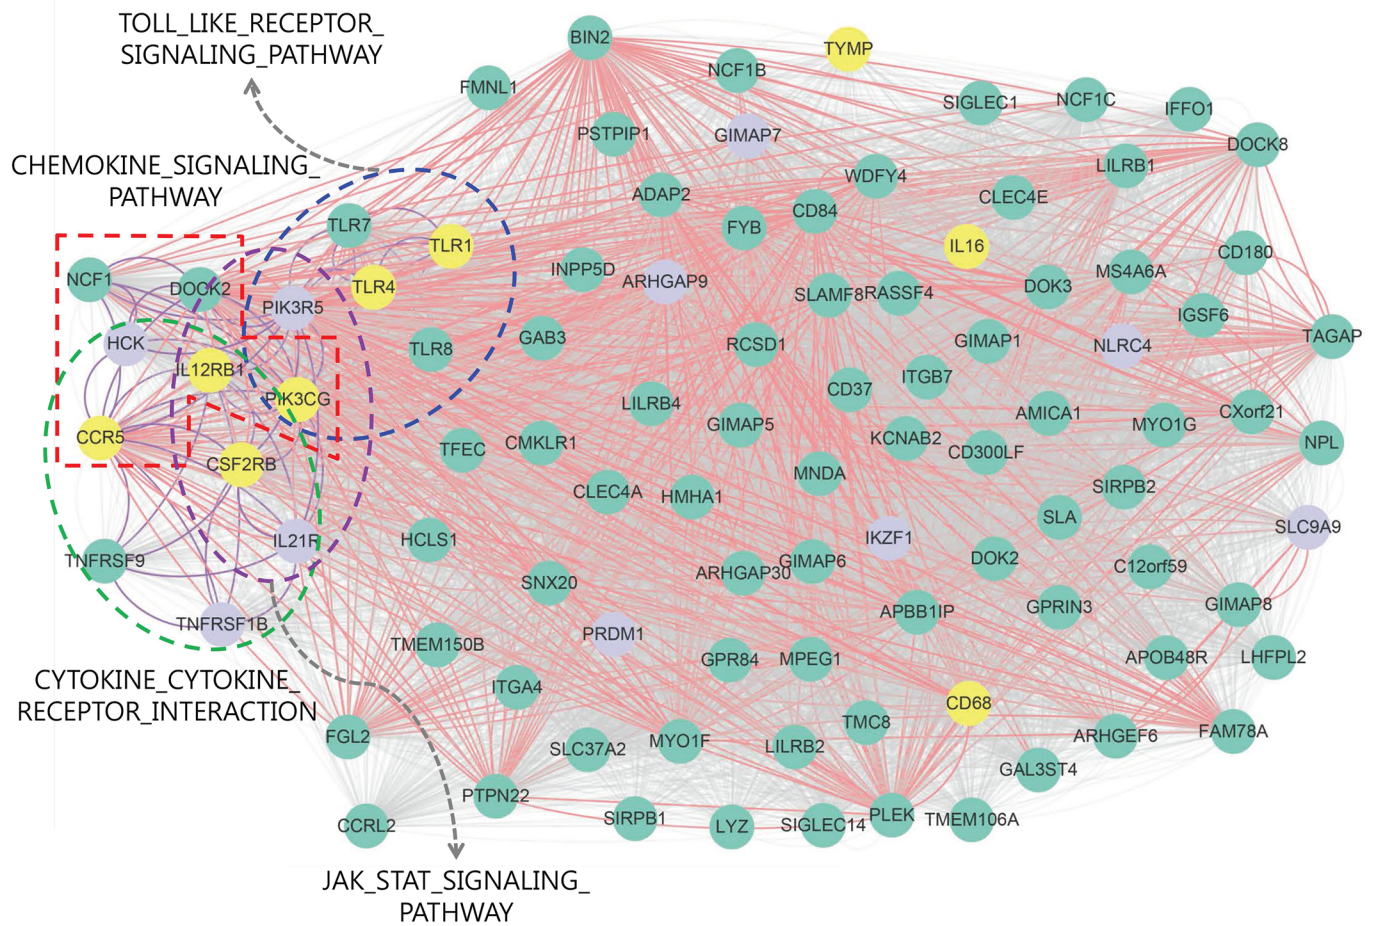 TOLL_LIKE_RECEPTOR_
SIGNALING_PATHWAY
CHEMOKINE_SIGNALING_
PATHWAY
BIN2
TYMP
NCF1B
FMNL1
SIGLEC1
NCF1C
IFFO1
PSTPIP1
GIMAP7
DOCK8
LILRB1
WDFY4
ADAP2
CLEC4E
CD84
FYB
TLR7
TLR1
IL16
CD180
INPP5D
ARHGAP9
MS4A6A
NCF1
DOCK2
TLR4
DOK3
SLAMF8
RASSF4
PIK3R5
IGSF6
TAGAP
HCK
GAB3
TLR8
RCSD1
GIMAP1
NLRC4
IL12RB1
ITGB7
CD37
PIK3CG
LILRB4
AMICA1
CXorf21
GIMAP5
MYO1G
CCR5
KCNAB2
NPL
TFEC
CMKLR1
CD300LF
CSF2RB
MNDA
SIRPB2
CLEC4A
HMHA1
SLA
SLC9A9
IL21R
HCLS1
IKZF1
TNFRSF9
GIMAP6
DOK2
C12orf59
ARHGAP30
SNX20
GIMAP8
GPRIN3
APBB1IP
TNFRSF1B
PRDM1
TMEM150B
GPR84
MPEG1
APOB48R
LHFPL2
CYTOKINE_CYTOKINE_
RECEPTOR_INTERACTION
ITGA4
CD68
TMC8
FGL2
SLC37A2
MYO1F
LILRB2
ARHGEF6
FAM78A
GAL3ST4
PTPN22
CCRL2
SIRPB1
LYZ
SIGLEC14
PLEK
TMEM106A
JAK_STAT_SIGNALING_
PATHWAY